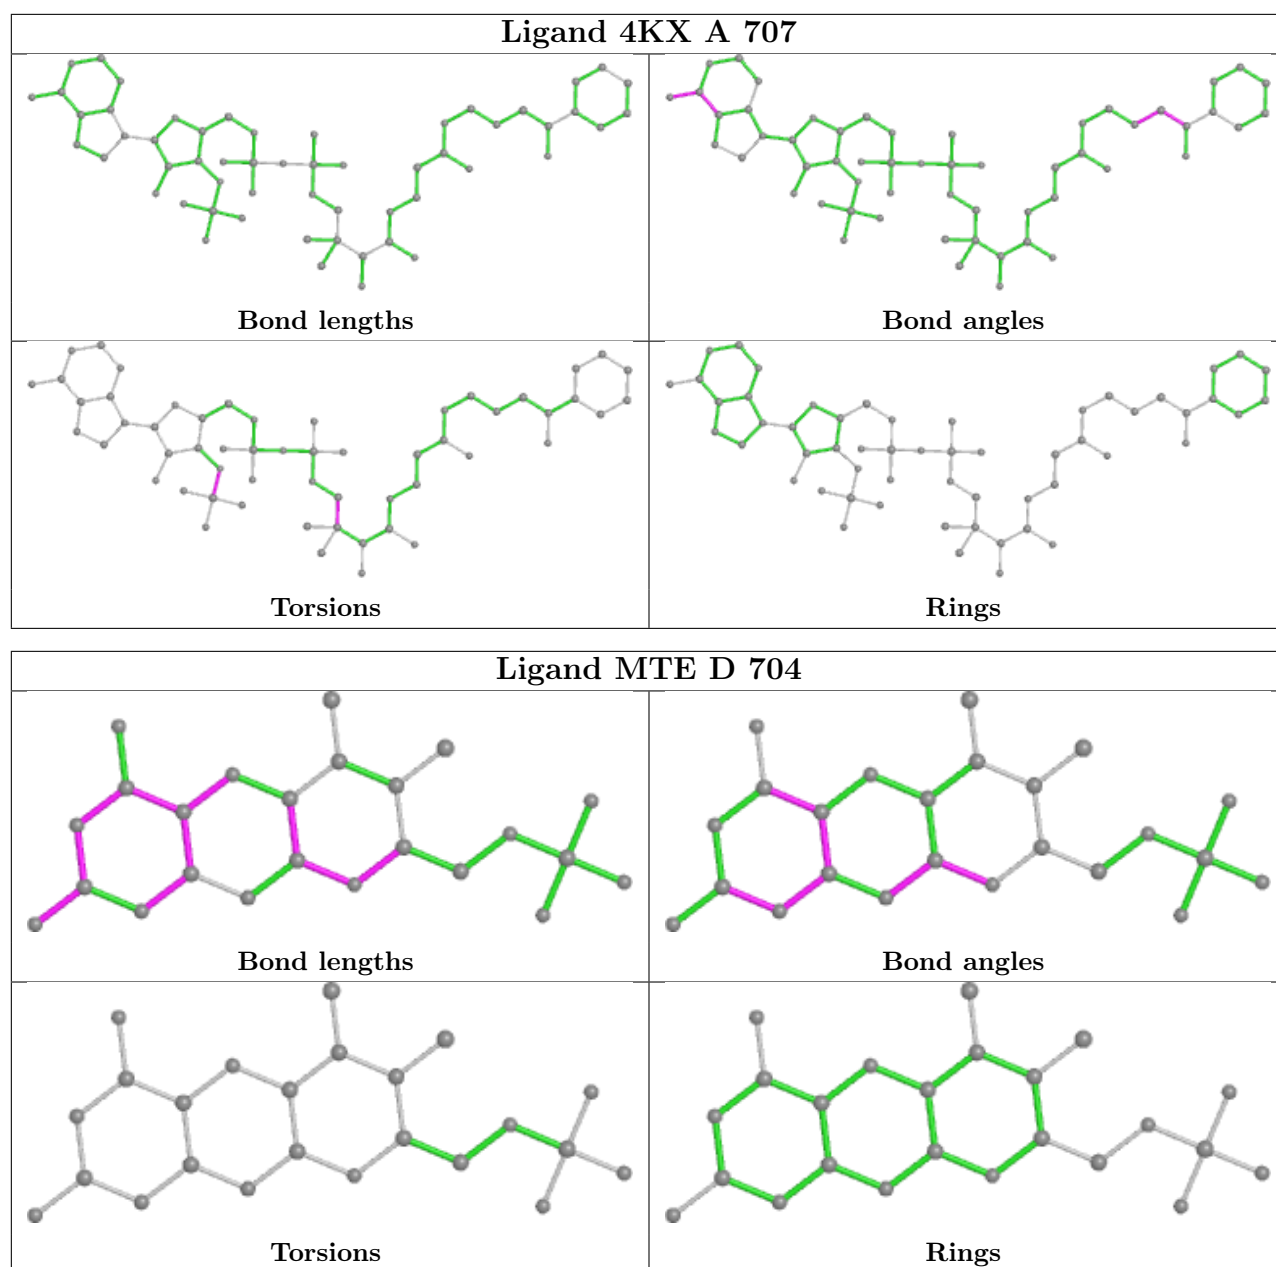 Ligand 4KX A 707
Bond lengths
Bond angles
Torsions
Rings
Ligand MTE D 704
Bond lengths
Bond angles
Torsions
Rings